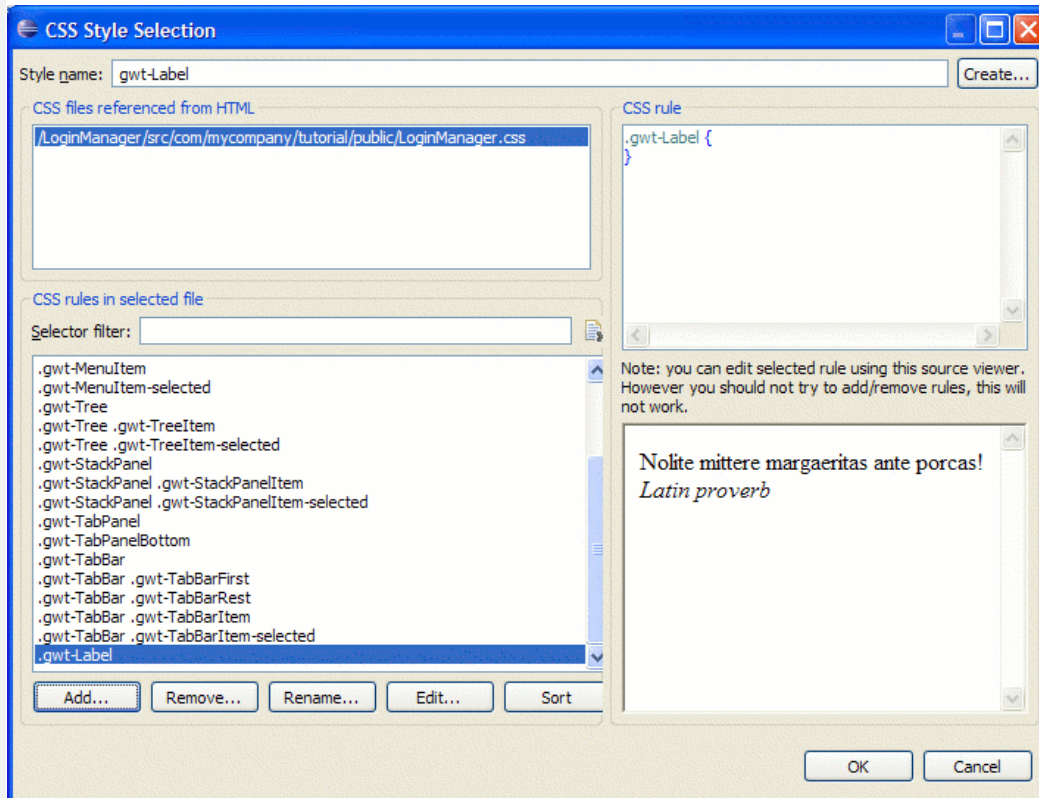 CSS Style Selection
Style name: gwt-Label Create...
CSS files referenced from HTML
/LoginManager/src/com/mycompany/tutorial/public/LoginManager.css
CSS rules in selected file
Selector filter:
.gwt-MenuItem
.gwt-MenuItem-selected
.gwt-Tree
.gwt-Tree .gwt-TreeItem
.gwt-Tree .gwt-TreeItem-selected
.gwt-StackPanel
.gwt-StackPanel .gwt-StackPanelItem
.gwt-StackPanel .gwt-StackPanelItem-selected
.gwt-TabPanel
.gwt-TabPanelBottom
.gwt-TabBar
.gwt-TabBar .gwt-TabBarFirst
.gwt-TabBar .gwt-TabBarRest
.gwt-TabBar .gwt-TabBarItem
.gwt-TabBar .gwt-TabBarItem-selected
.gwt-Label
Add... Remove... Rename... Edit... Sort
CSS rule
.gwt-Label {
}
Note: you can edit selected rule using this source viewer.
However you should not try to add/remove rules, this will
not work.
Nolite mittere margaeritas ante porcas!
Latin proverb
OK Cancel